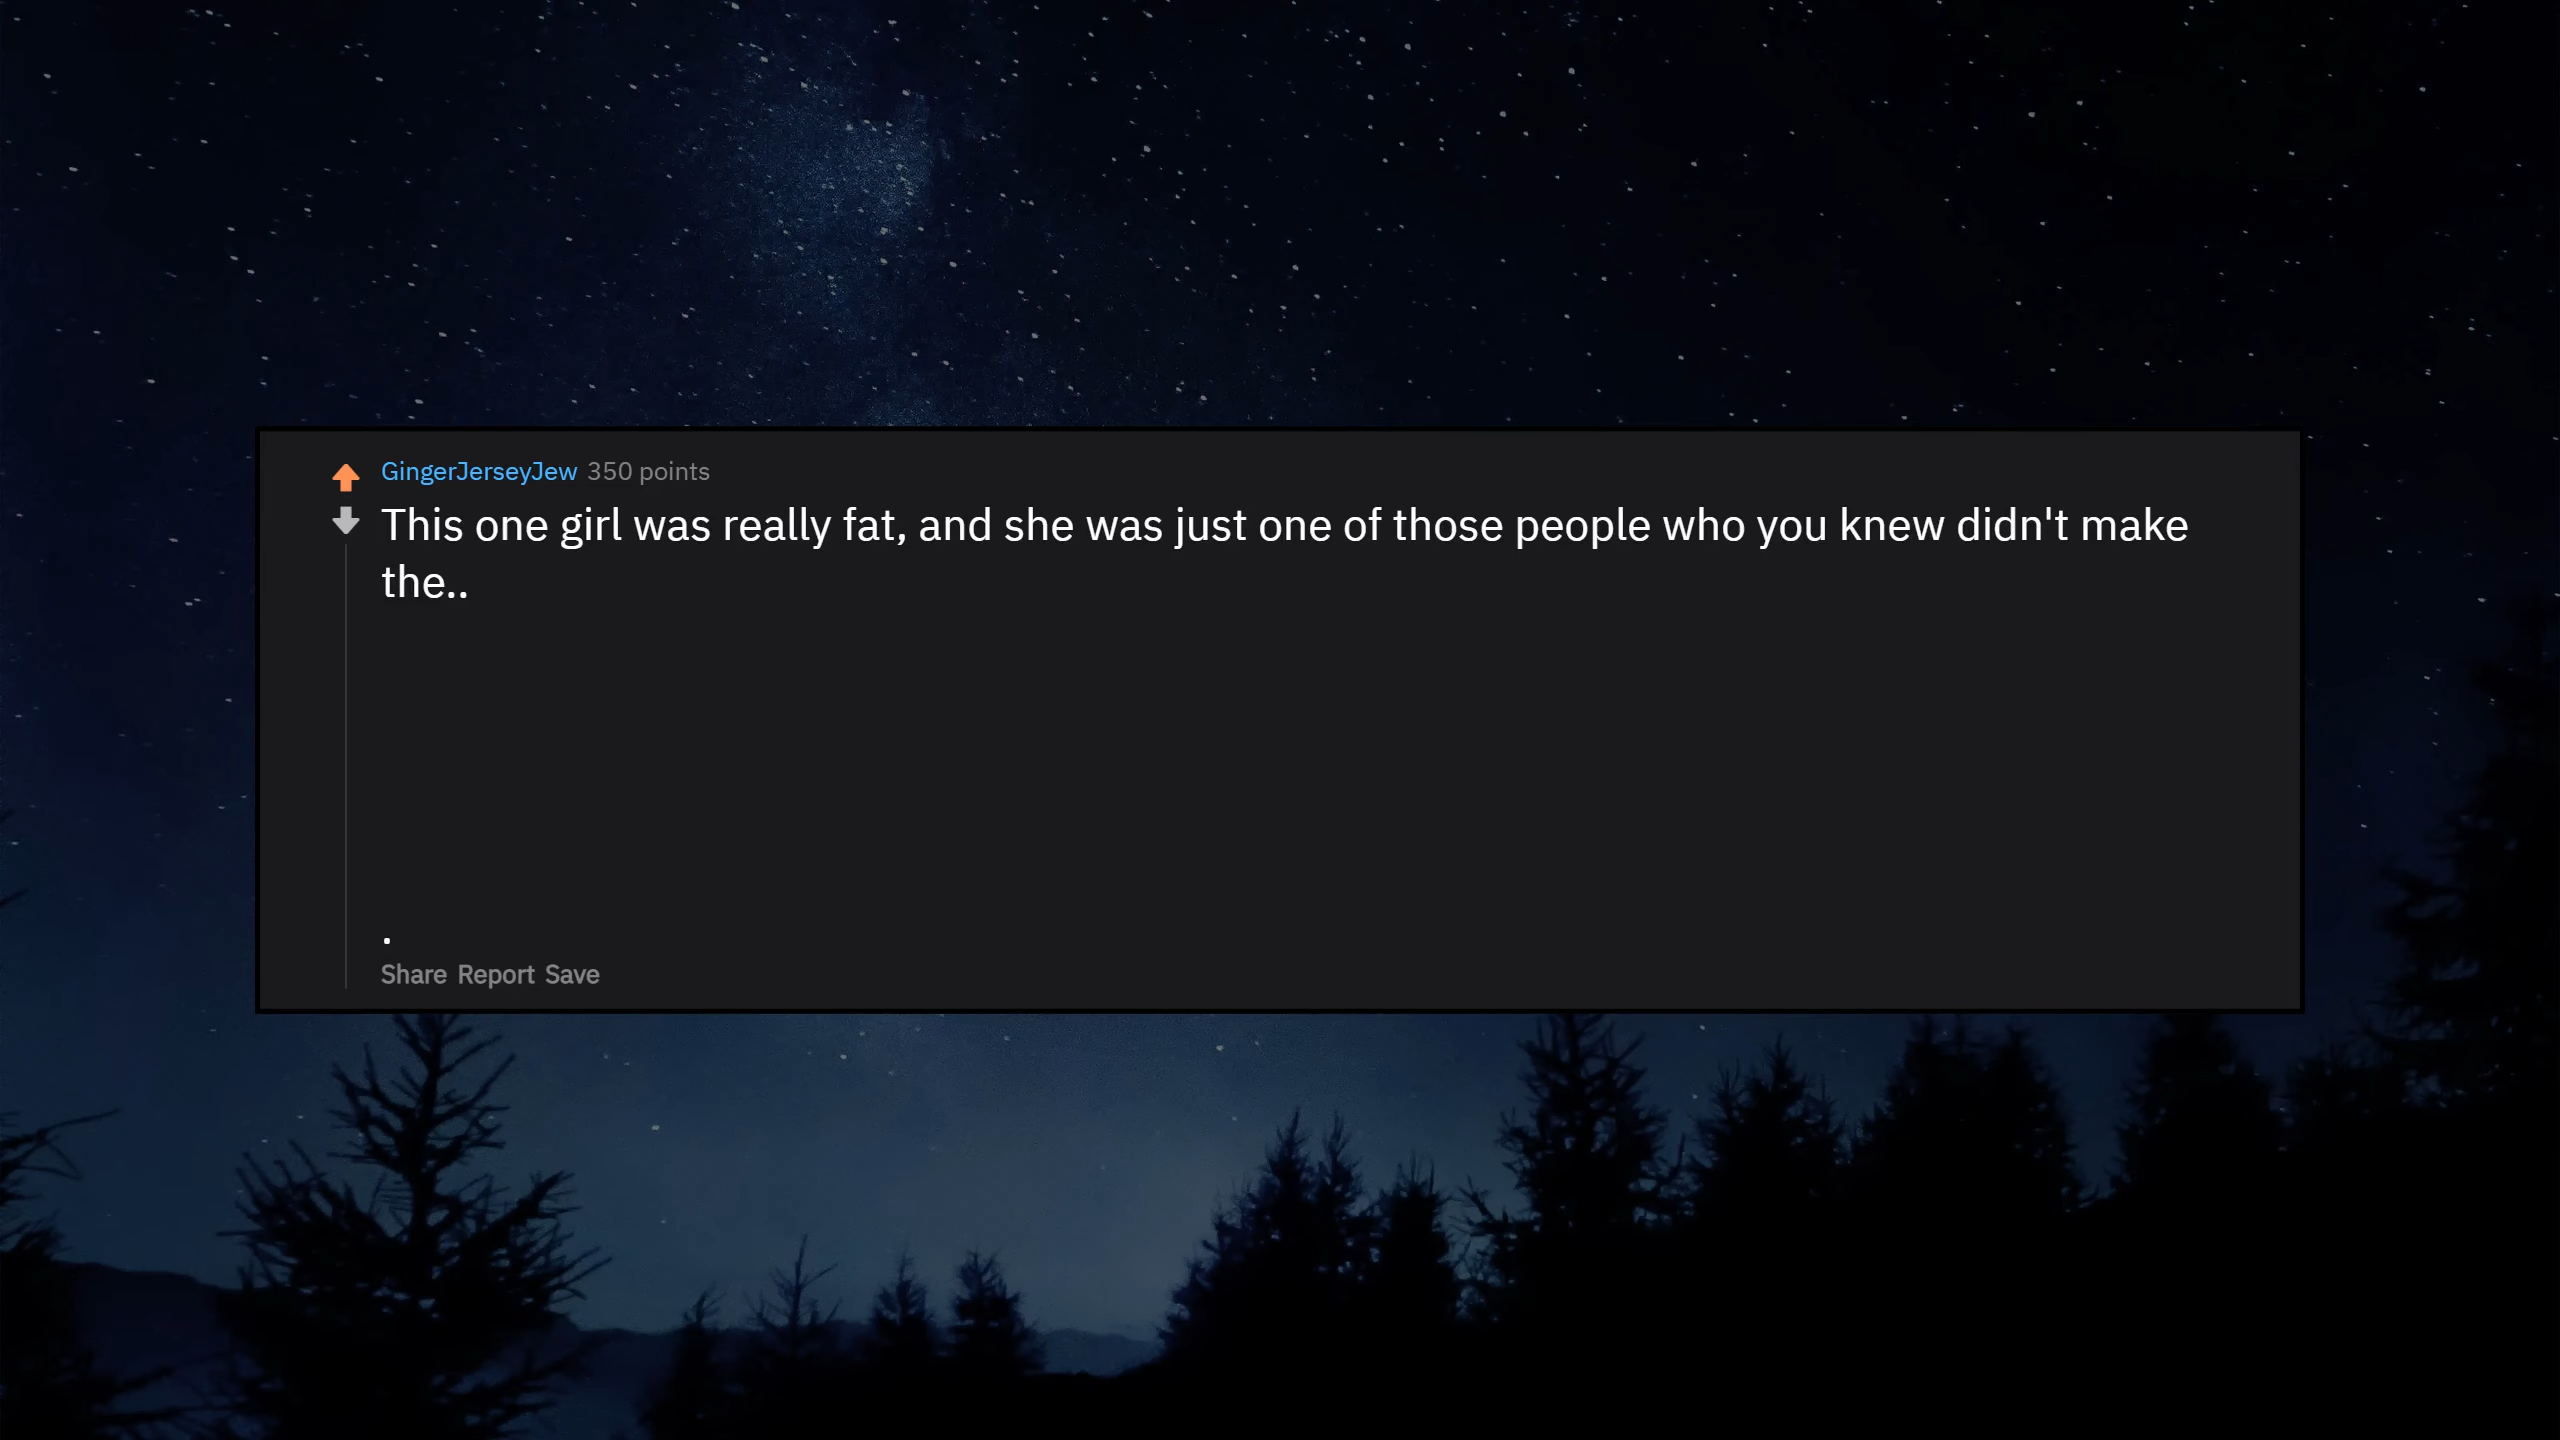 GingerJerseyJew 350 points
This one girl was really fat, and she was just one of those people who you knew didn't make
the..
.
Share Report Save